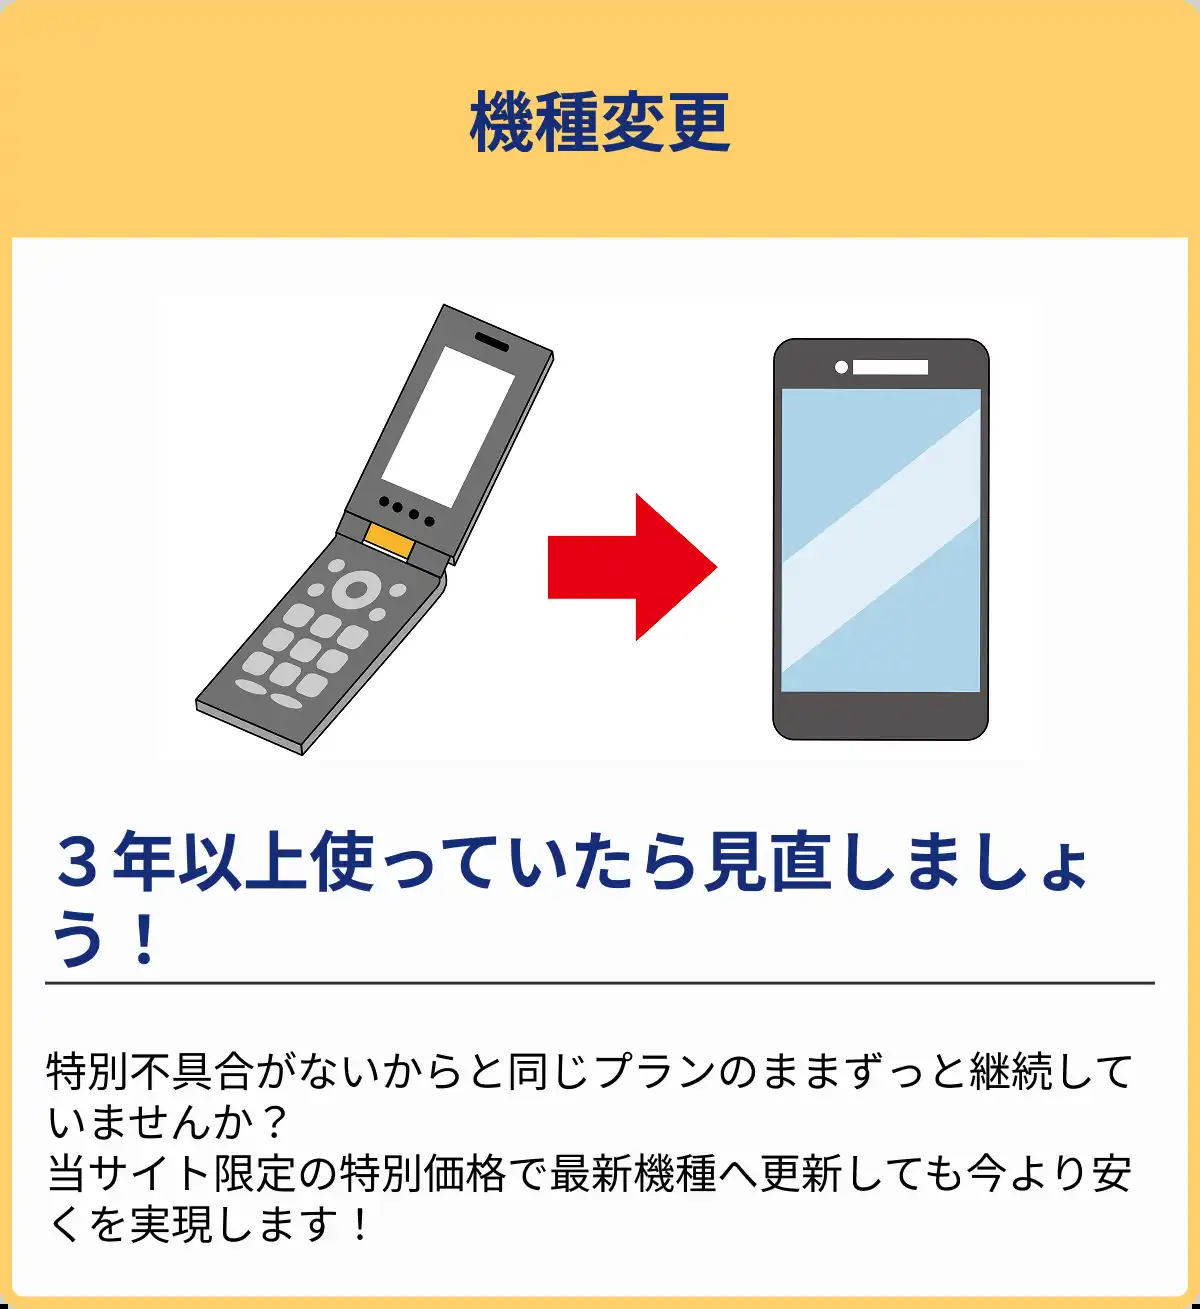 機種変更
３年以上使っていたら見直しましょ
う！
特別不具合がないからと同じプランのままずっと継続して
いませんか？
当サイト限定の特別価格で最新機種へ更新しても今より安
くを実現します！